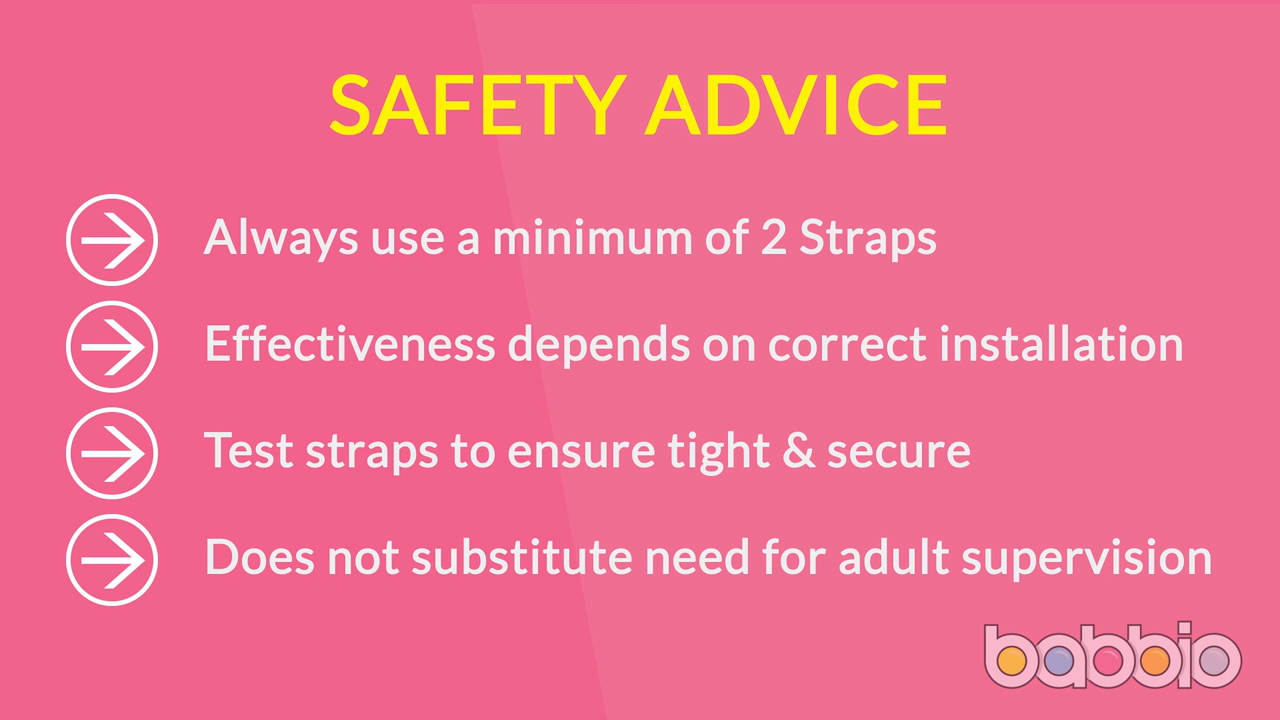 SAFETY ADVICE
Always use a minimum of 2 Straps
Effectiveness depends on correct installation
Test straps to ensure tight & secure
Does not substitute need for adult supervision
babbio